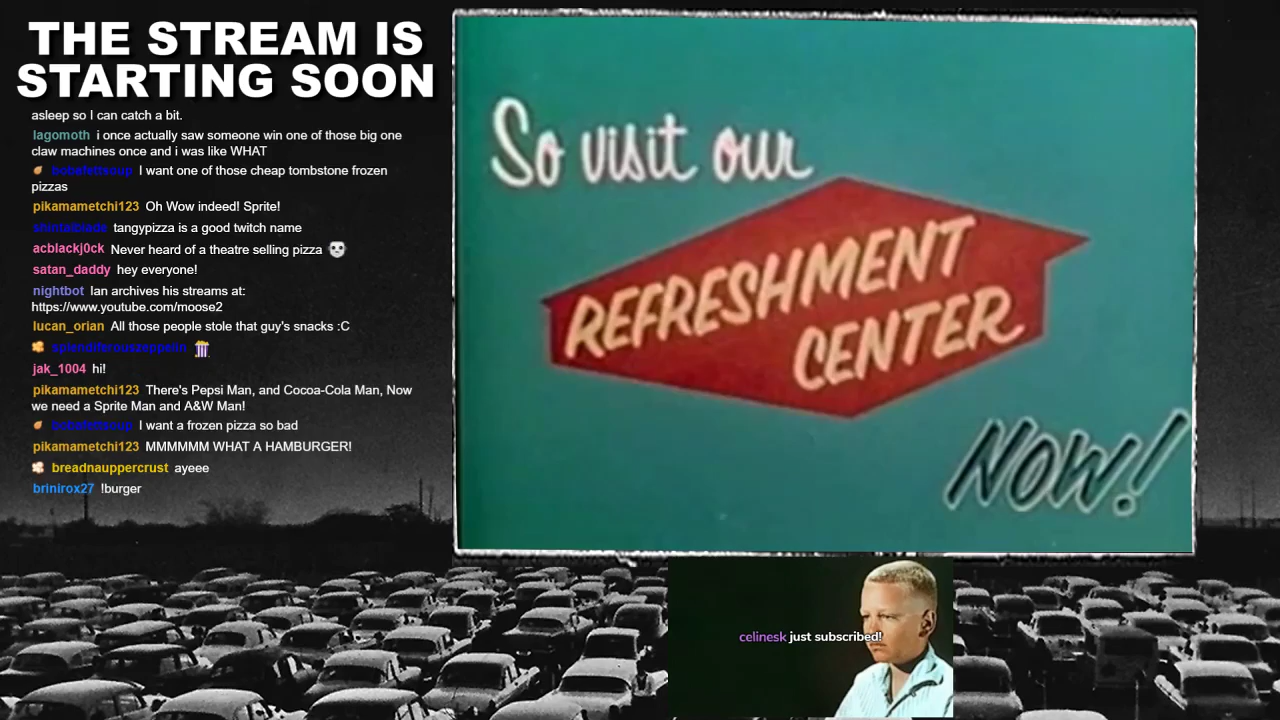 THE STREAM IS
STARTING SOON
asleep so I can catch a bit.
lagomoth i once actually saw someone win one of those big one
claw machines once and i was like WHAT
bobafettsoup I want one of those cheap tombstone frozen
pizzas
pikamametchi123 Oh Wow indeed! Sprite!
shintaiblade tangypizza is a good twitch name
acblackj0ck Never heard of a theatre selling pizza
satan_daddy hey everyone!
nightbot Ian archives his streams at:
https://www.youtube.com/moose2
lucan_orian All those people stole that guy's snacks :C
splendiferouszeppelin
jak_1004 hi!
pikamametchi123 There's Pepsi Man, and Cocoa-Cola Man, Now
we need a Sprite Man and A&W Man!
bobafettsoup I want a frozen pizza so bad
pikamametchi123 MMMMMM WHAT A HAMBURGER!
breadnauppercrust ayeee
brinirox27 !burger
So visit our
REFRESHMENT
CENTER
NOW!
celinesk just subscribed!